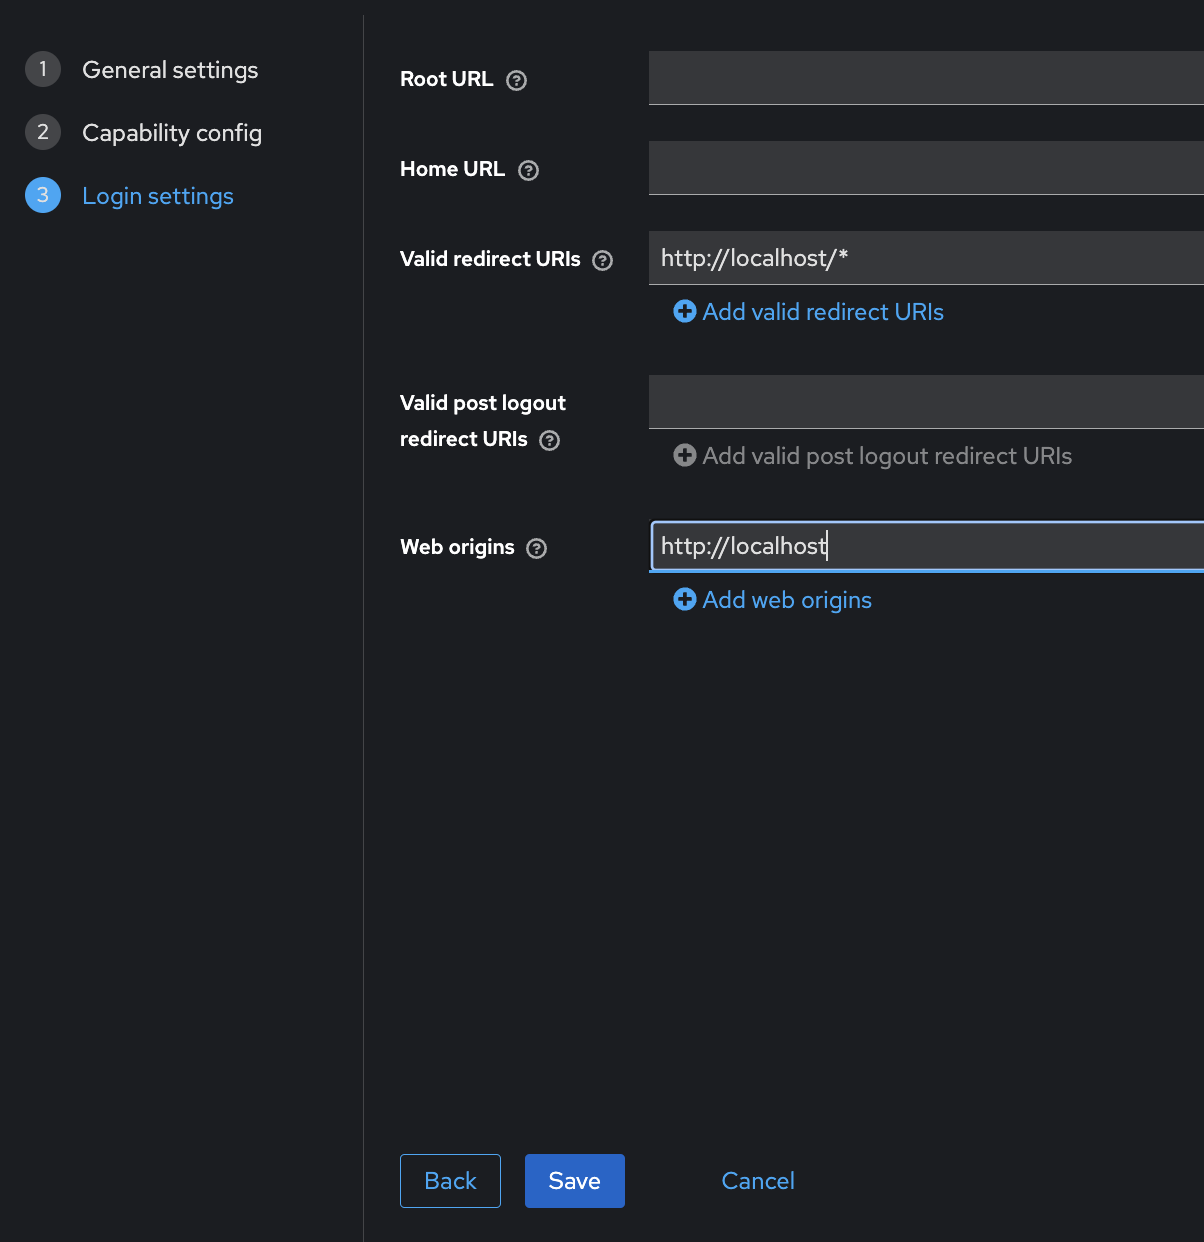 1 General settings
2 Capability config
3 Login settings
Root URL
Home URL
Valid redirect URIs
http://localhost/*
Add valid redirect URIs
Valid post logout
redirect URIs
Add valid post logout redirect URIs
Web origins
http://localhost
Add web origins
Back
Save
Cancel